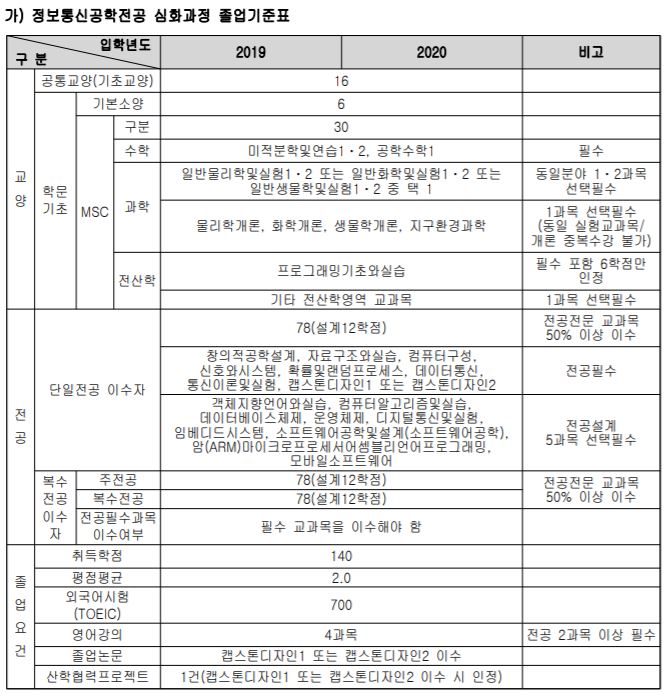 가) 정보통신공학전공 심화과정 졸업기준표
입학년도
구 분
2019
2020
비고
교양
공통교양(기초교양)
16
학문
기초
기본소양
6
MSC
구분
30
수학
미적분학및연습1·2, 공학수학1
필수
과학
일반물리학및실험1·2 또는 일반화학및실험1·2 또는
일반생물학및실험1·2 중 택 1
동일분야 1·2과목
선택필수
물리학개론, 화학개론, 생물학개론, 지구환경과학
1과목 선택필수
(동일 실험교과목/
개론 중복수강 불가)
전산학
프로그래밍기초와실습
필수 포함 6학점만
인정
기타 전산학영역 교과목
1과목 선택필수
전공
단일전공 이수자
78(설계12학점)
전공전문 교과목
50% 이상 이수
창의적공학설계, 자료구조와실습, 컴퓨터구성,
신호와시스템, 확률및랜덤프로세스, 데이터통신,
통신이론및실험, 캡스톤디자인1 또는 캡스톤디자인2
전공필수
객체지향언어와실습, 컴퓨터알고리즘및실습,
데이터베이스체제, 운영체제, 디지털통신및실험,
임베디드시스템, 소프트웨어공학및설계(소프트웨어공학),
암(ARM)마이크로프로세서어셈블리언어프로그래밍,
모바일소프트웨어
전공설계
5과목 선택필수
복수
전공
이수
자
주전공
78(설계12학점)
전공전문 교과목
50% 이상 이수
복수전공
78(설계12학점)
전공필수과목
이수여부
필수 교과목을 이수해야 함
졸업요건
취득학점
140
평점평균
2.0
외국어시험
(TOEIC)
700
영어강의
4과목
전공 2과목 이상 필수
졸업논문
캡스톤디자인1 또는 캡스톤디자인2 이수
산학협력프로젝트
1건(캡스톤디자인1 또는 캡스톤디자인2 이수 시 인정)